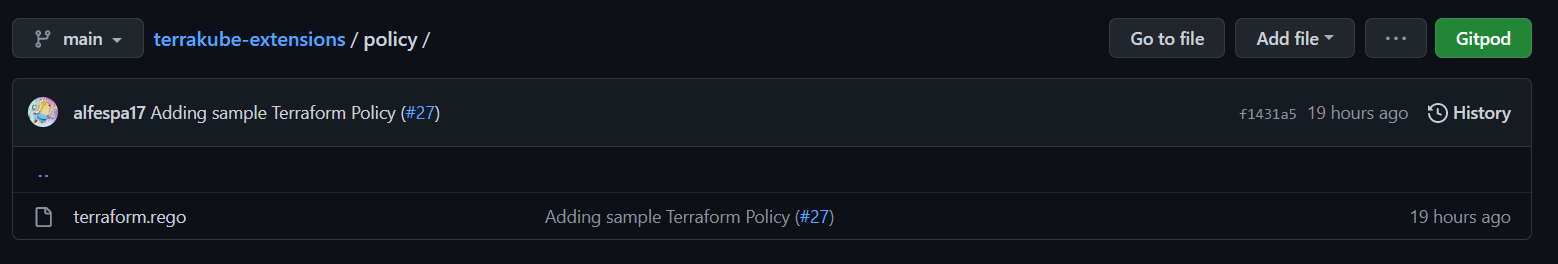 main terrakube-extensions / policy / Go to file Add file ... Gitpod
alfespa17 Adding sample Terraform Policy (#27) f1431a5 19 hours ago History
..
terraform.rego Adding sample Terraform Policy (#27) 19 hours ago